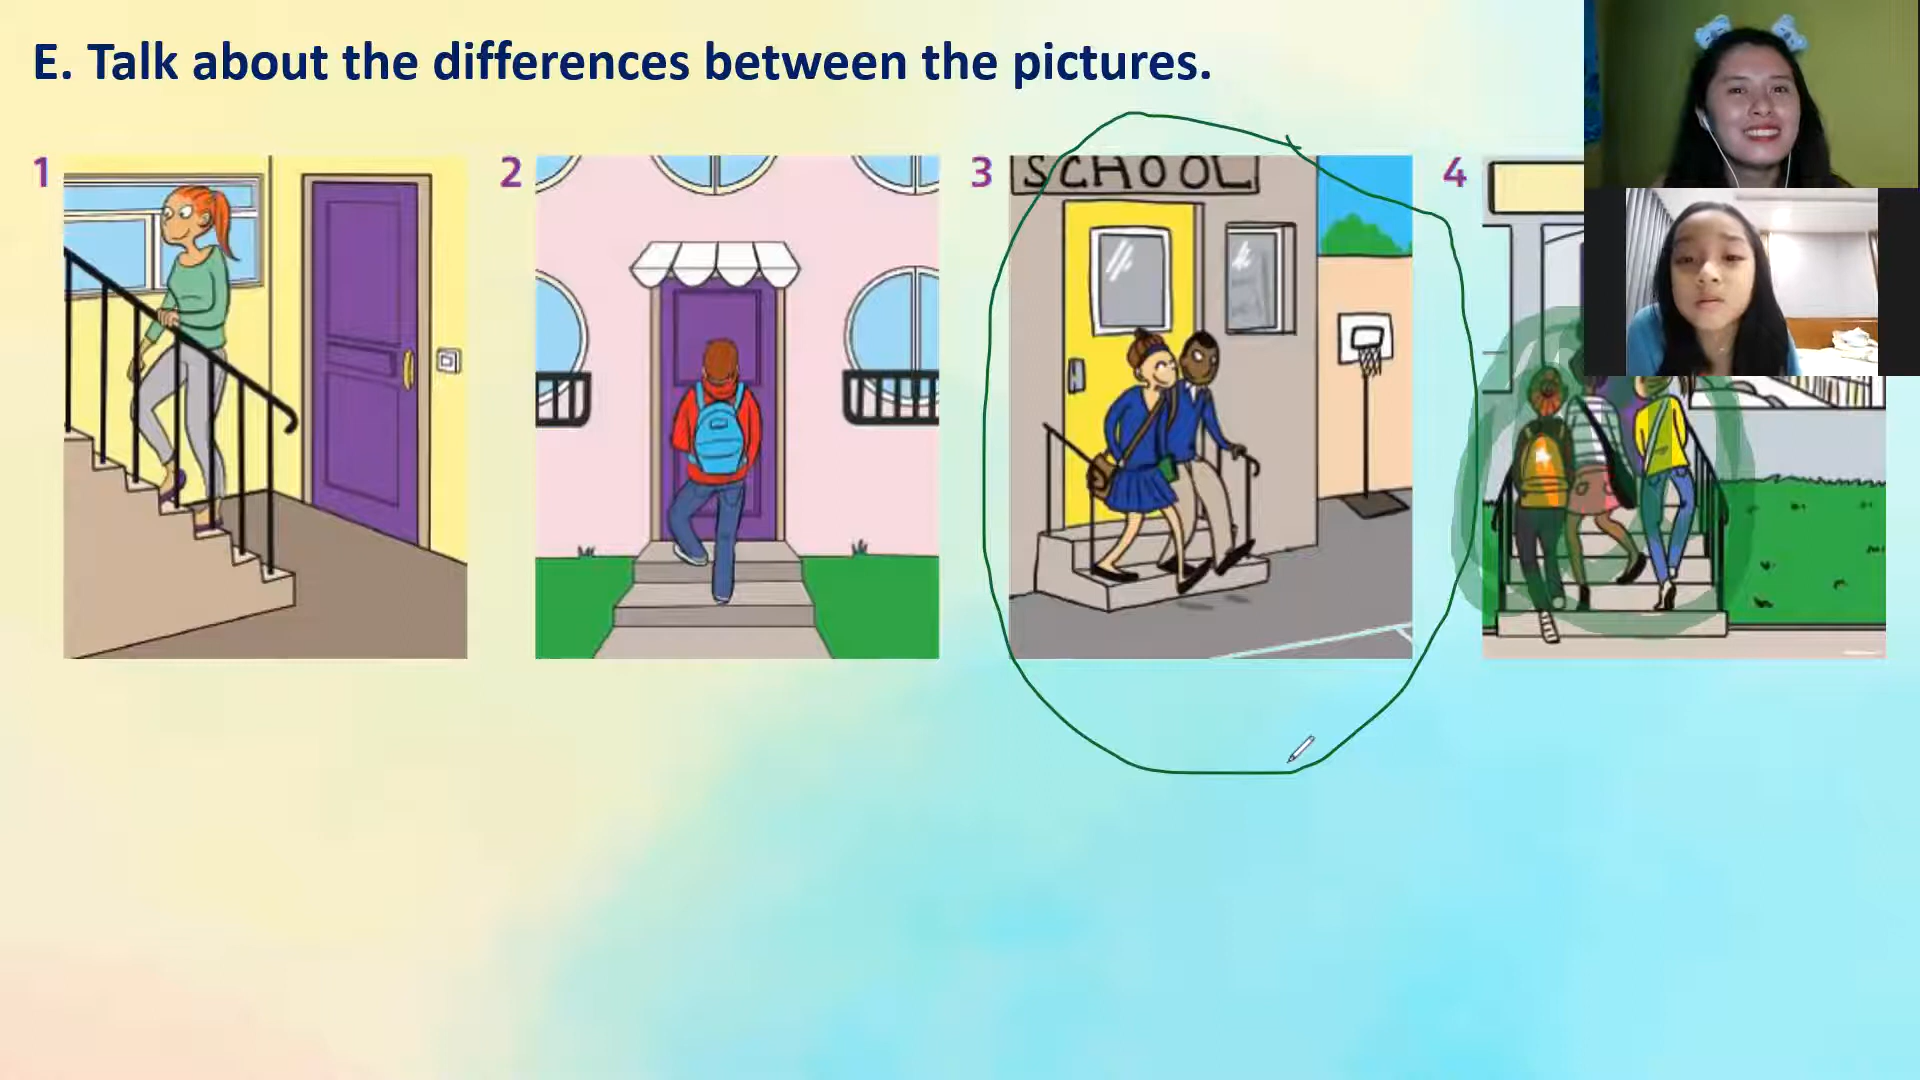 E. Talk about the differences between the pictures.
1
2
3
4
SCHOOL